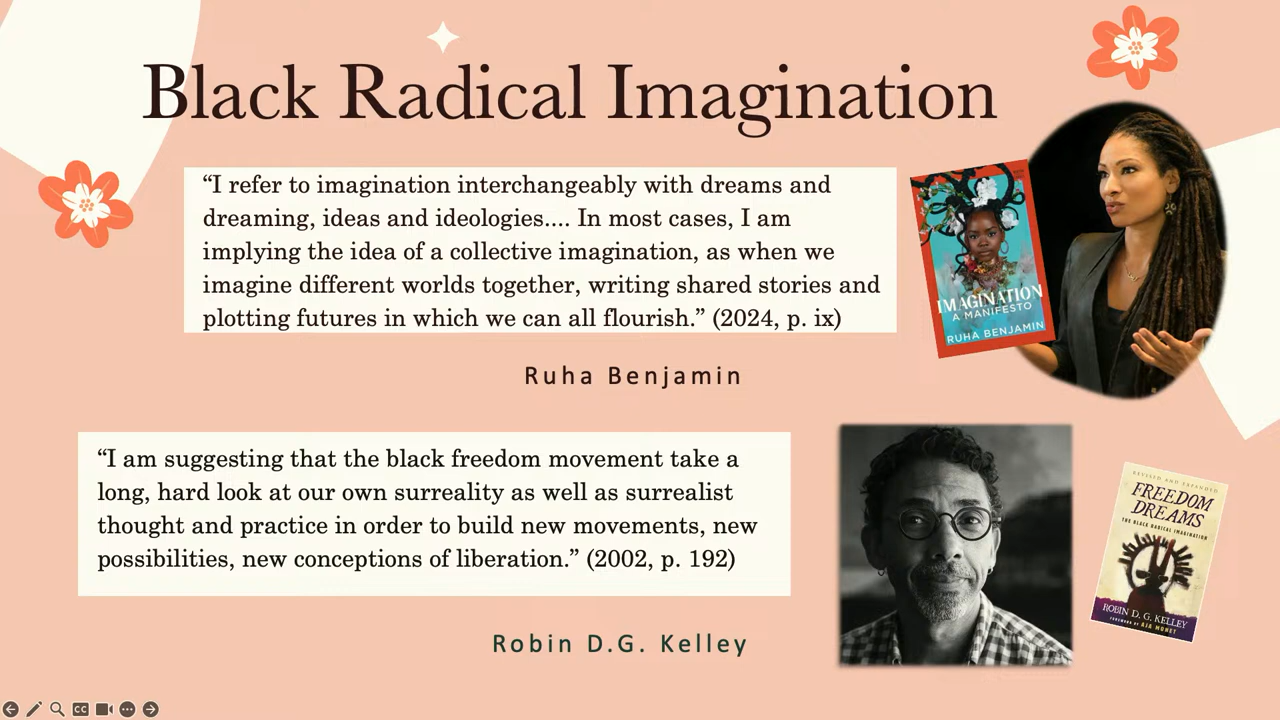 Black Radical Imagination
“I refer to imagination interchangeably with dreams and
dreaming, ideas and ideologies.... In most cases, I am
implying the idea of a collective imagination, as when we
imagine different worlds together, writing shared stories and
plotting futures in which we can all flourish.” (2024, p. ix)
Ruha Benjamin
IMAGINATION
A MANIFESTO
RUHA BENJAMIN
“I am suggesting that the black freedom movement take a
long, hard look at our own surreality as well as surrealist
thought and practice in order to build new movements, new
possibilities, new conceptions of liberation.” (2002, p. 192)
Robin D.G. Kelley
REVISED AND EXPANDED
FREEDOM
DREAMS
THE BLACK RADICAL IMAGINATION
ROBIN D. G. KELLEY
FOREWORD BY AJA MONET
CC